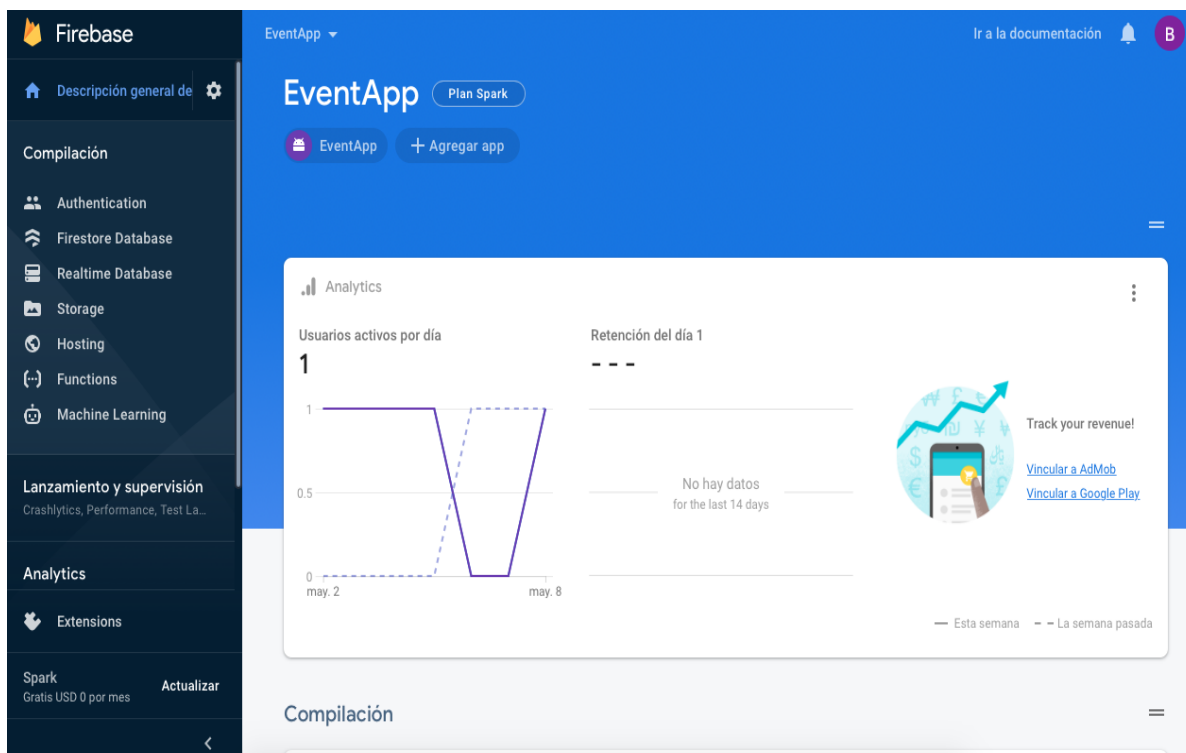 Firebase
EventApp
Ir a la documentación
B
Descripción general de
EventApp
Plan Spark
EventApp
+ Agregar app
Compilación
Authentication
Firestore Database
Realtime Database
Storage
Hosting
Functions
Machine Learning
Lanzamiento y supervisión
Crashlytics, Performance, Test La...
Analytics
Extensions
Spark
Gratis USD 0 por mes
Actualizar
Analytics
Usuarios activos por día
1
1
0.5
0
may. 2
may. 8
Retención del día 1
- - -
No hay datos
for the last 14 days
Track your revenue!
Vincular a AdMob
Vincular a Google Play
Esta semana
La semana pasada
Compilación